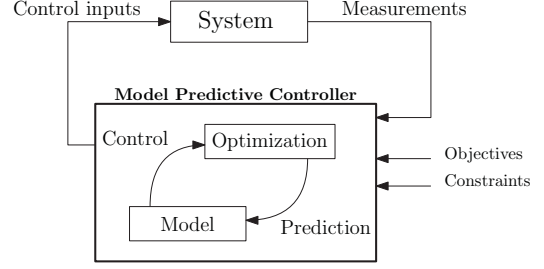 Control inputs
System
Measurements
Model Predictive Controller
Control
Optimization
Objectives
Constraints
Model
Prediction